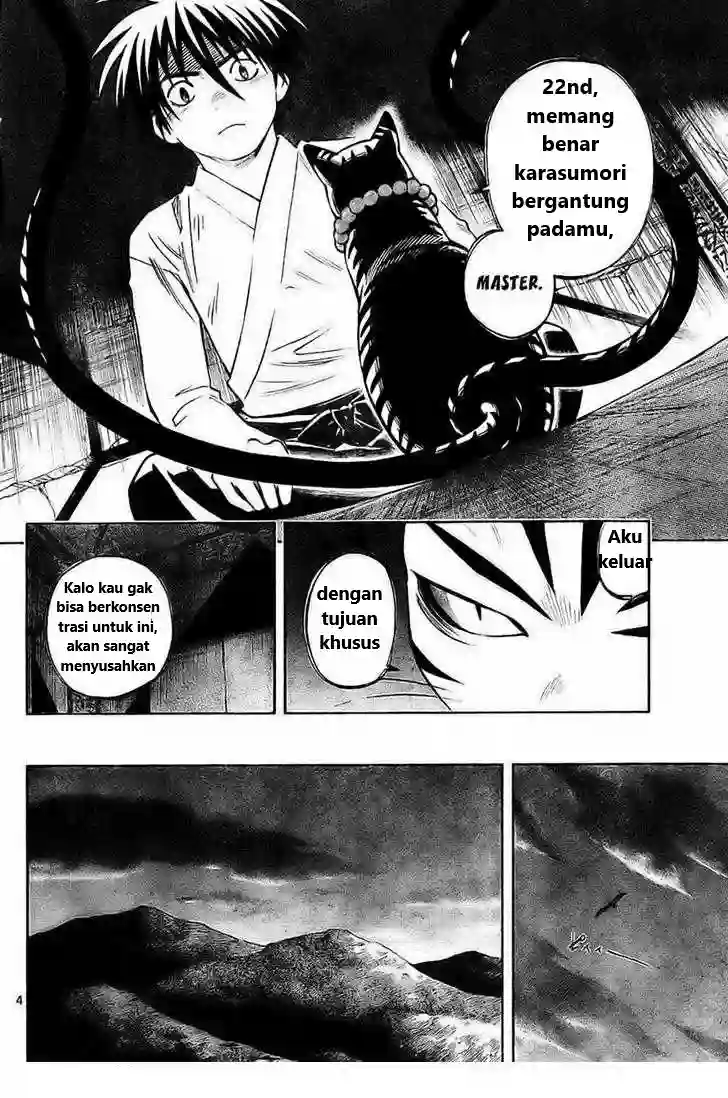 22nd,
memang
benar
karasumori
bergantung
padamu,
MASTER.
Aku
keluar
dengan
tujuan
khusus
Kalo kau gak
bisa berkonsen
trasi untuk ini,
akan sangat
menyusahkan
4